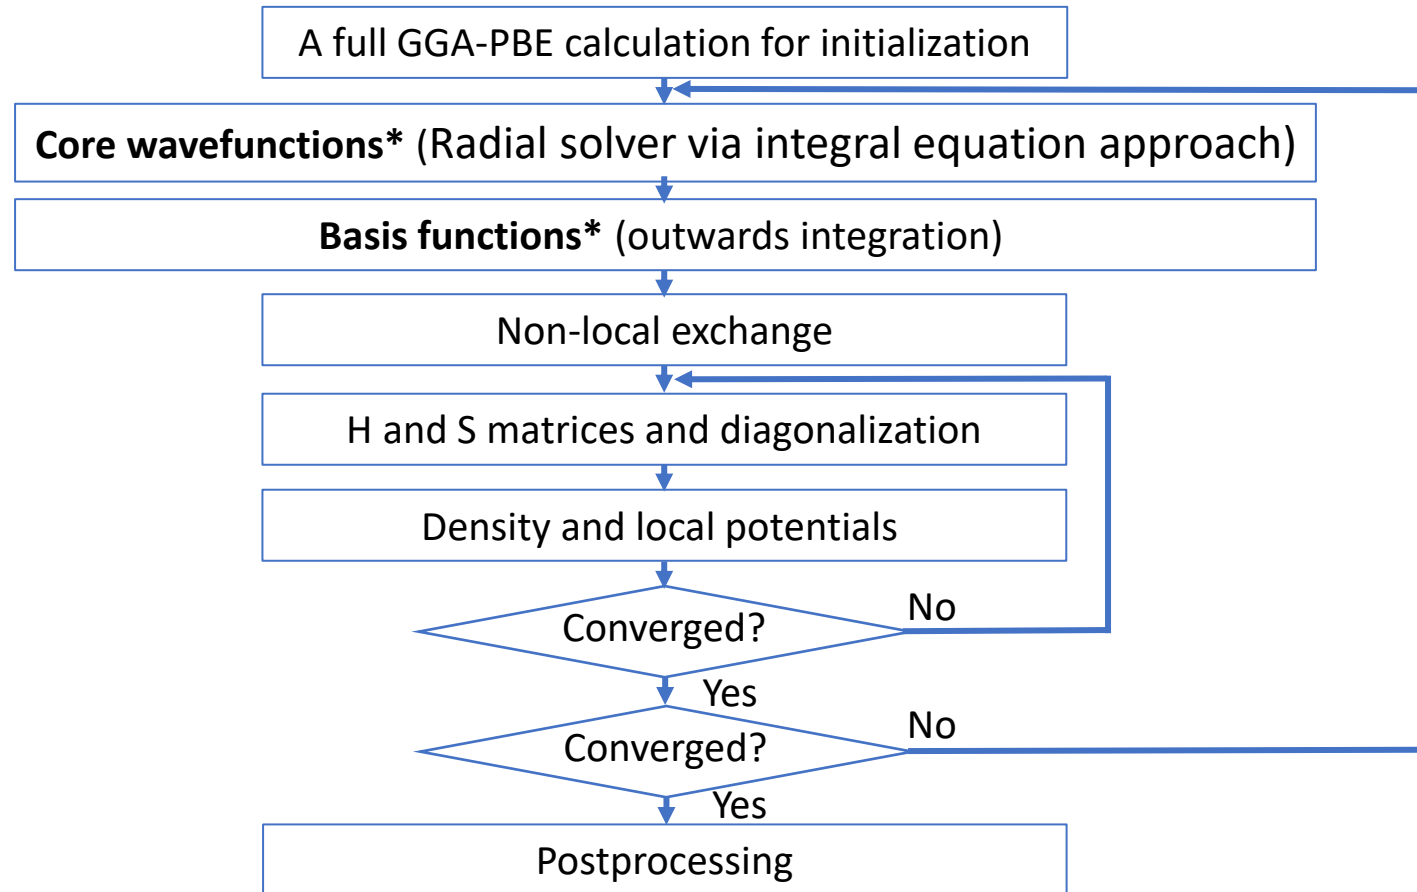 A full GGA-PBE calculation for initialization
Core wavefunctions* (Radial solver via integral equation approach)
Basis functions* (outwards integration)
Non-local exchange
H and S matrices and diagonalization
Density and local potentials
Converged?
No
Yes
Converged?
No
Yes
Postprocessing